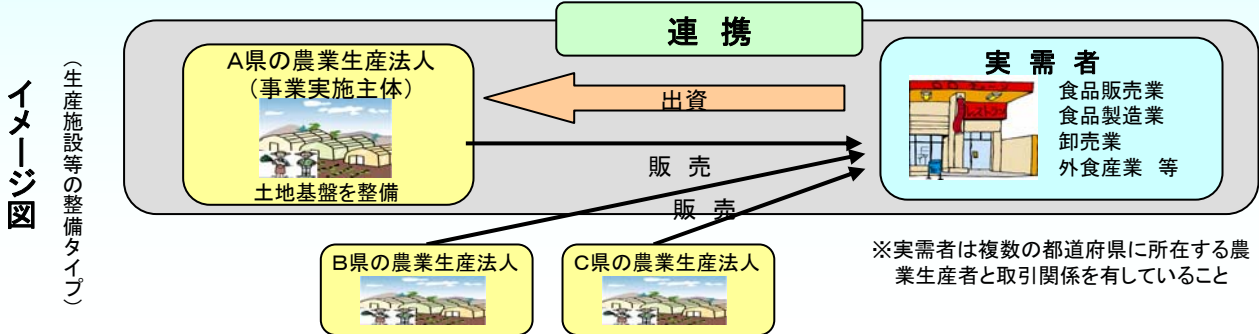 イメージ図
（生産施設等の整備タイプ）
連　携
Ａ県の農業生産法人
（事業実施主体）
土地基盤を整備
出資
実　需　者
食品販売業
食品製造業
卸売業
外食産業　等
販　売
販　売
Ｂ県の農業生産法人
Ｃ県の農業生産法人
※実需者は複数の都道府県に所在する農
業生産者と取引関係を有していること